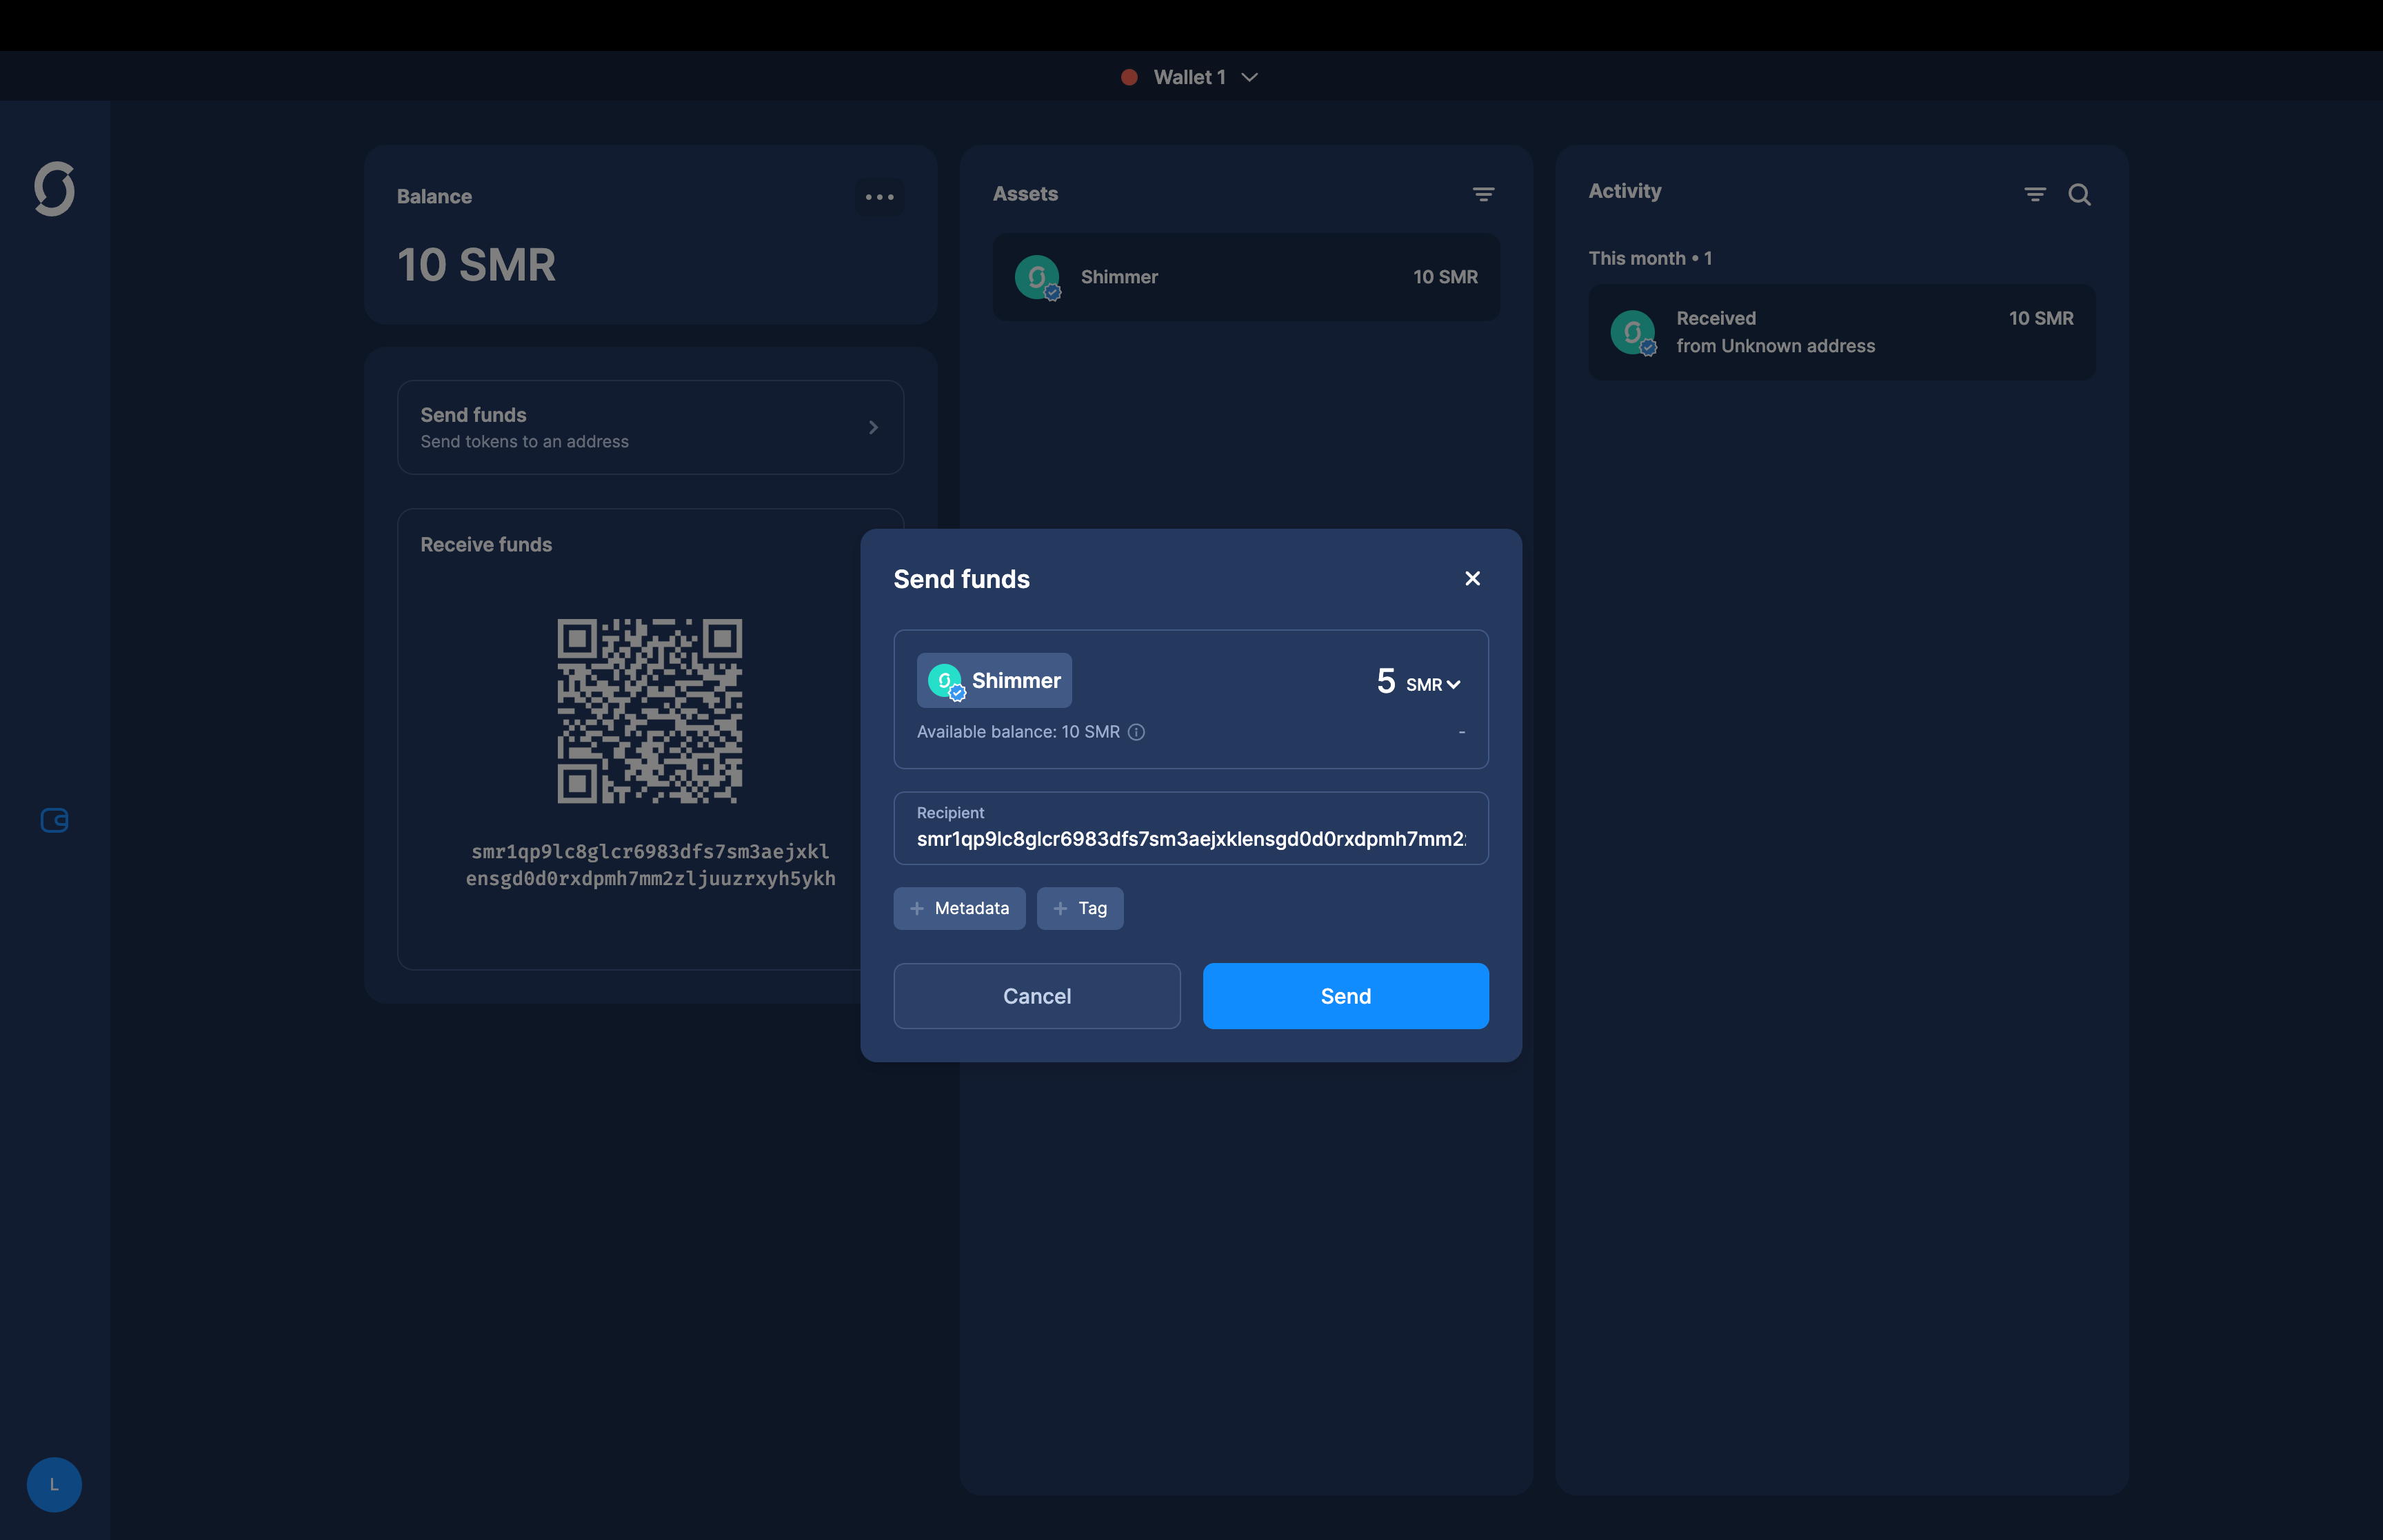 Wallet 1
Balance
10 SMR
Send funds
Send tokens to an address
Receive funds
smr1qp9lc8glcr6983dfs7sm3aejxkl
ensgd0d0rxdpmh7mm2zljuuzrxyh5ykh
Assets
Shimmer 10 SMR
Activity
This month • 1
Received 10 SMR
from Unknown address
Send funds
Shimmer 5 SMR
Available balance: 10 SMR -
Recipient
smr1qp9lc8glcr6983dfs7sm3aejxklensgd0d0rxdpmh7mm2
+ Metadata + Tag
Cancel Send
L